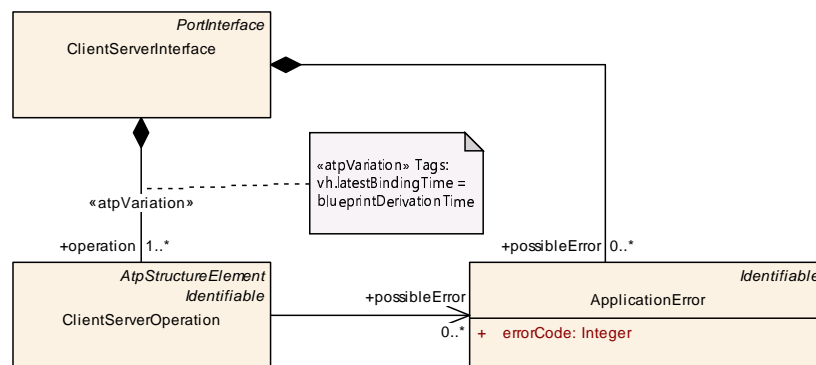 PortInterface
ClientServerInterface
«atpVariation» Tags:
vh.latestBindingTime =
blueprintDerivationTime
«atpVariation»
+operation 1..*
+possibleError 0..*
AtpStructureElement
Identifiable
ClientServerOperation
+possibleError
0..*
Identifiable
ApplicationError
+ errorCode: Integer